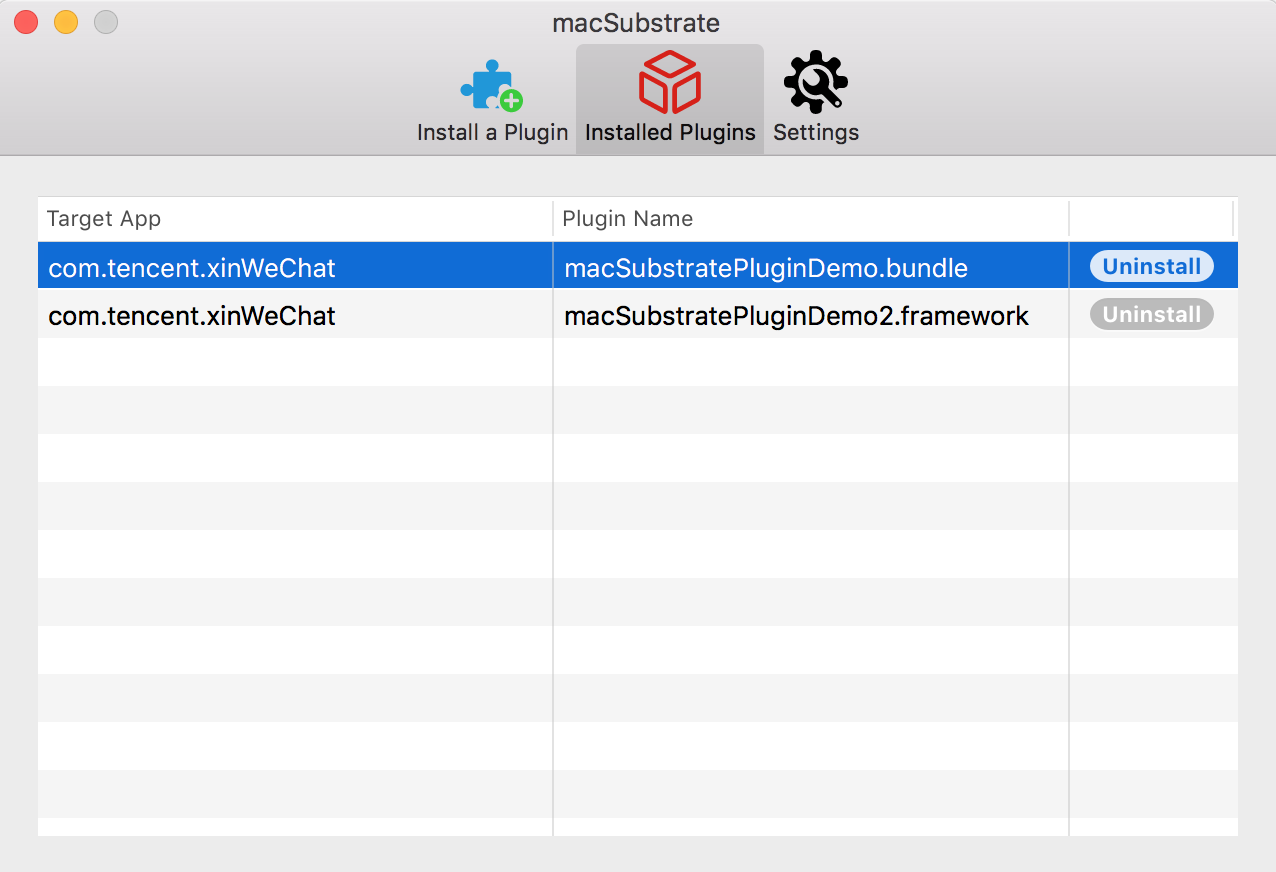 macSubstrate
Install a Plugin Installed Plugins Settings
Target App Plugin Name
com.tencent.xinWeChat macSubstratePluginDemo.bundle Uninstall
com.tencent.xinWeChat macSubstratePluginDemo2.framework Uninstall